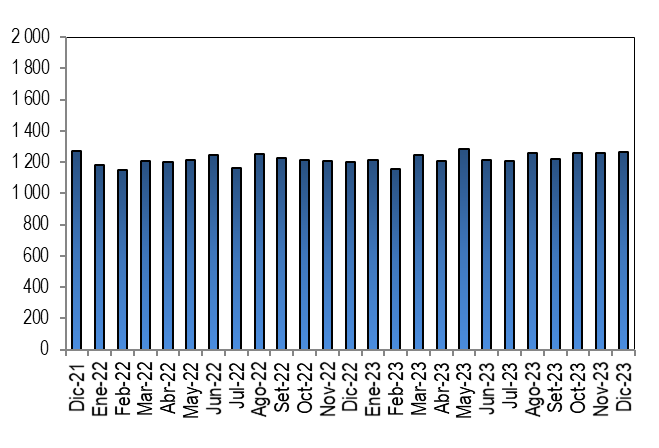 2 000
1 800
1 600
1 400
1 200
1 000
800
600
400
200
0
Dic-21
Ene-22
Feb-22
Mar-22
Abr-22
May-22
Jun-22
Jul-22
Ago-22
Set-22
Oct-22
Nov-22
Dic-22
Ene-23
Feb-23
Mar-23
Abr-23
May-23
Jun-23
Jul-23
Ago-23
Set-23
Oct-23
Nov-23
Dic-23